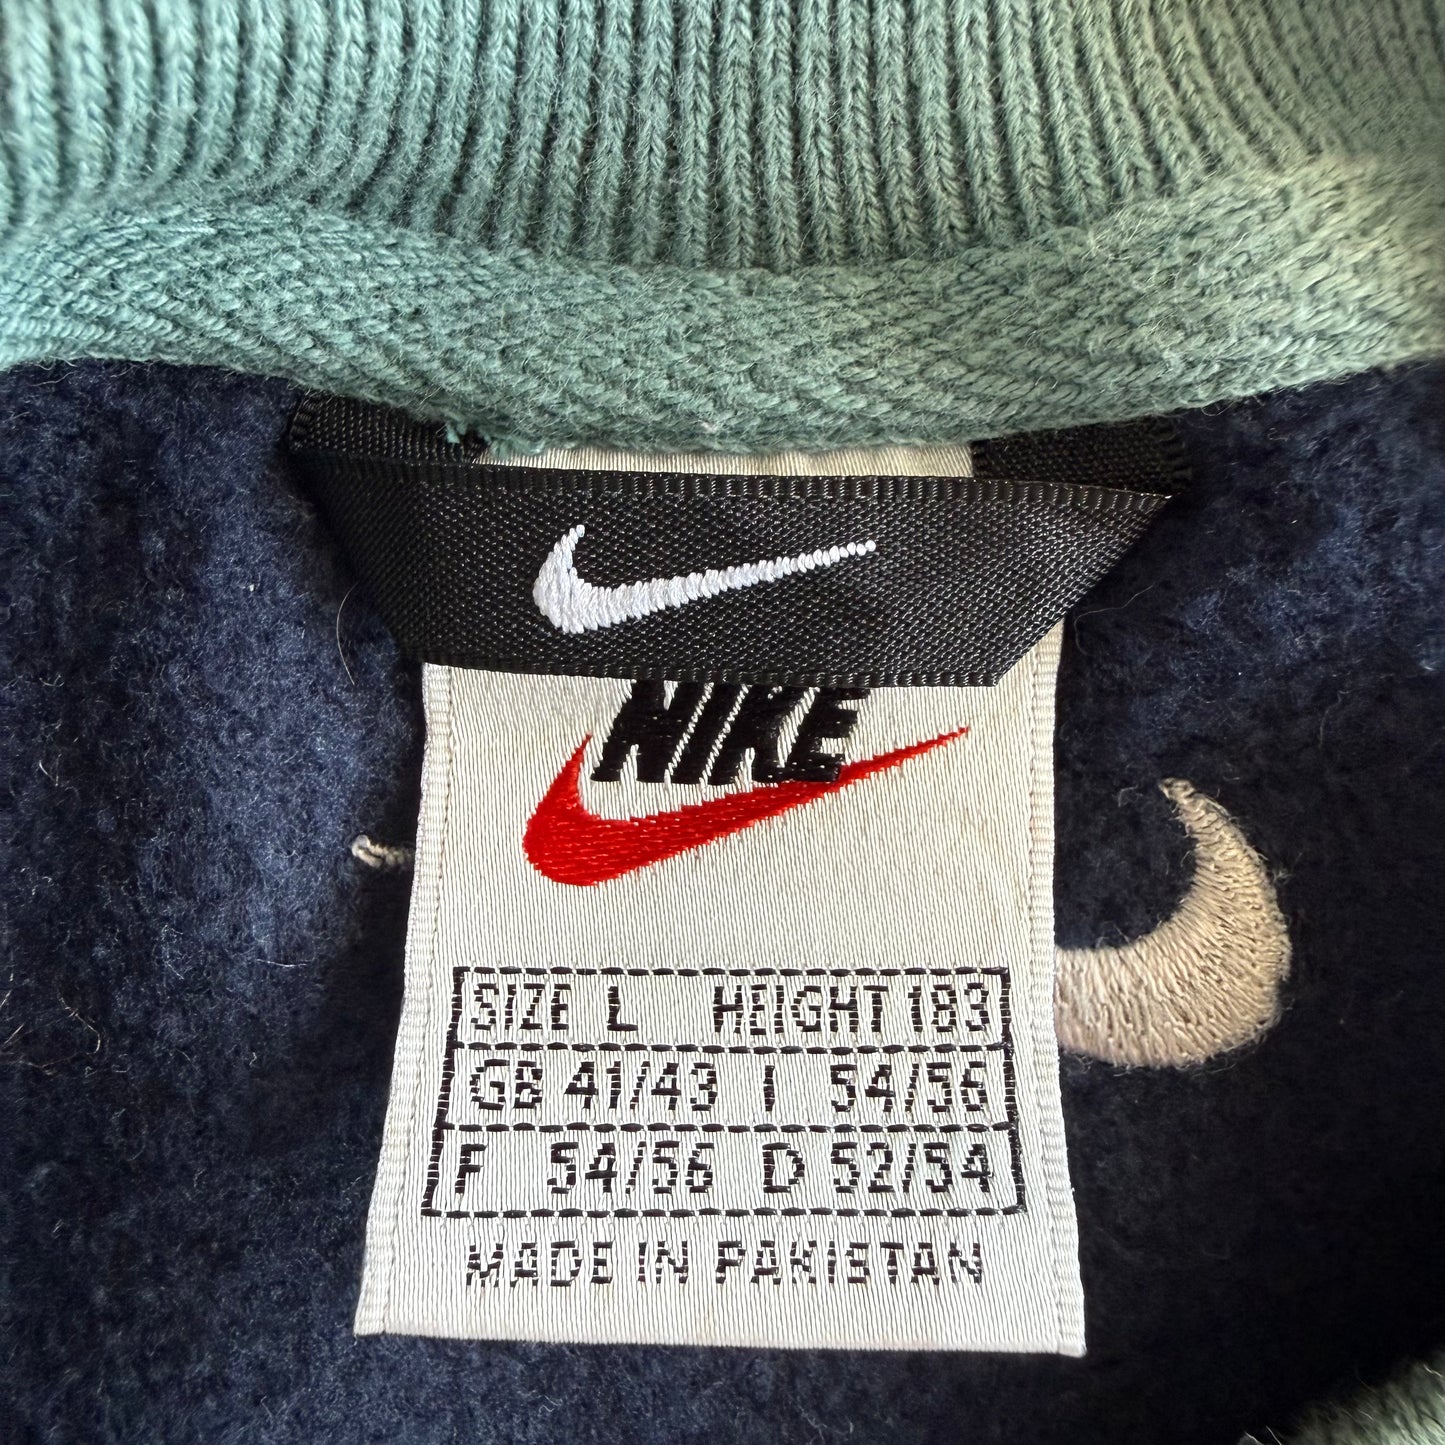 NIKE
SIZE L HEIGHT 183
GB 41/43 I 54/56
F 54/56 D 52/54
MADE IN PAKISTAN